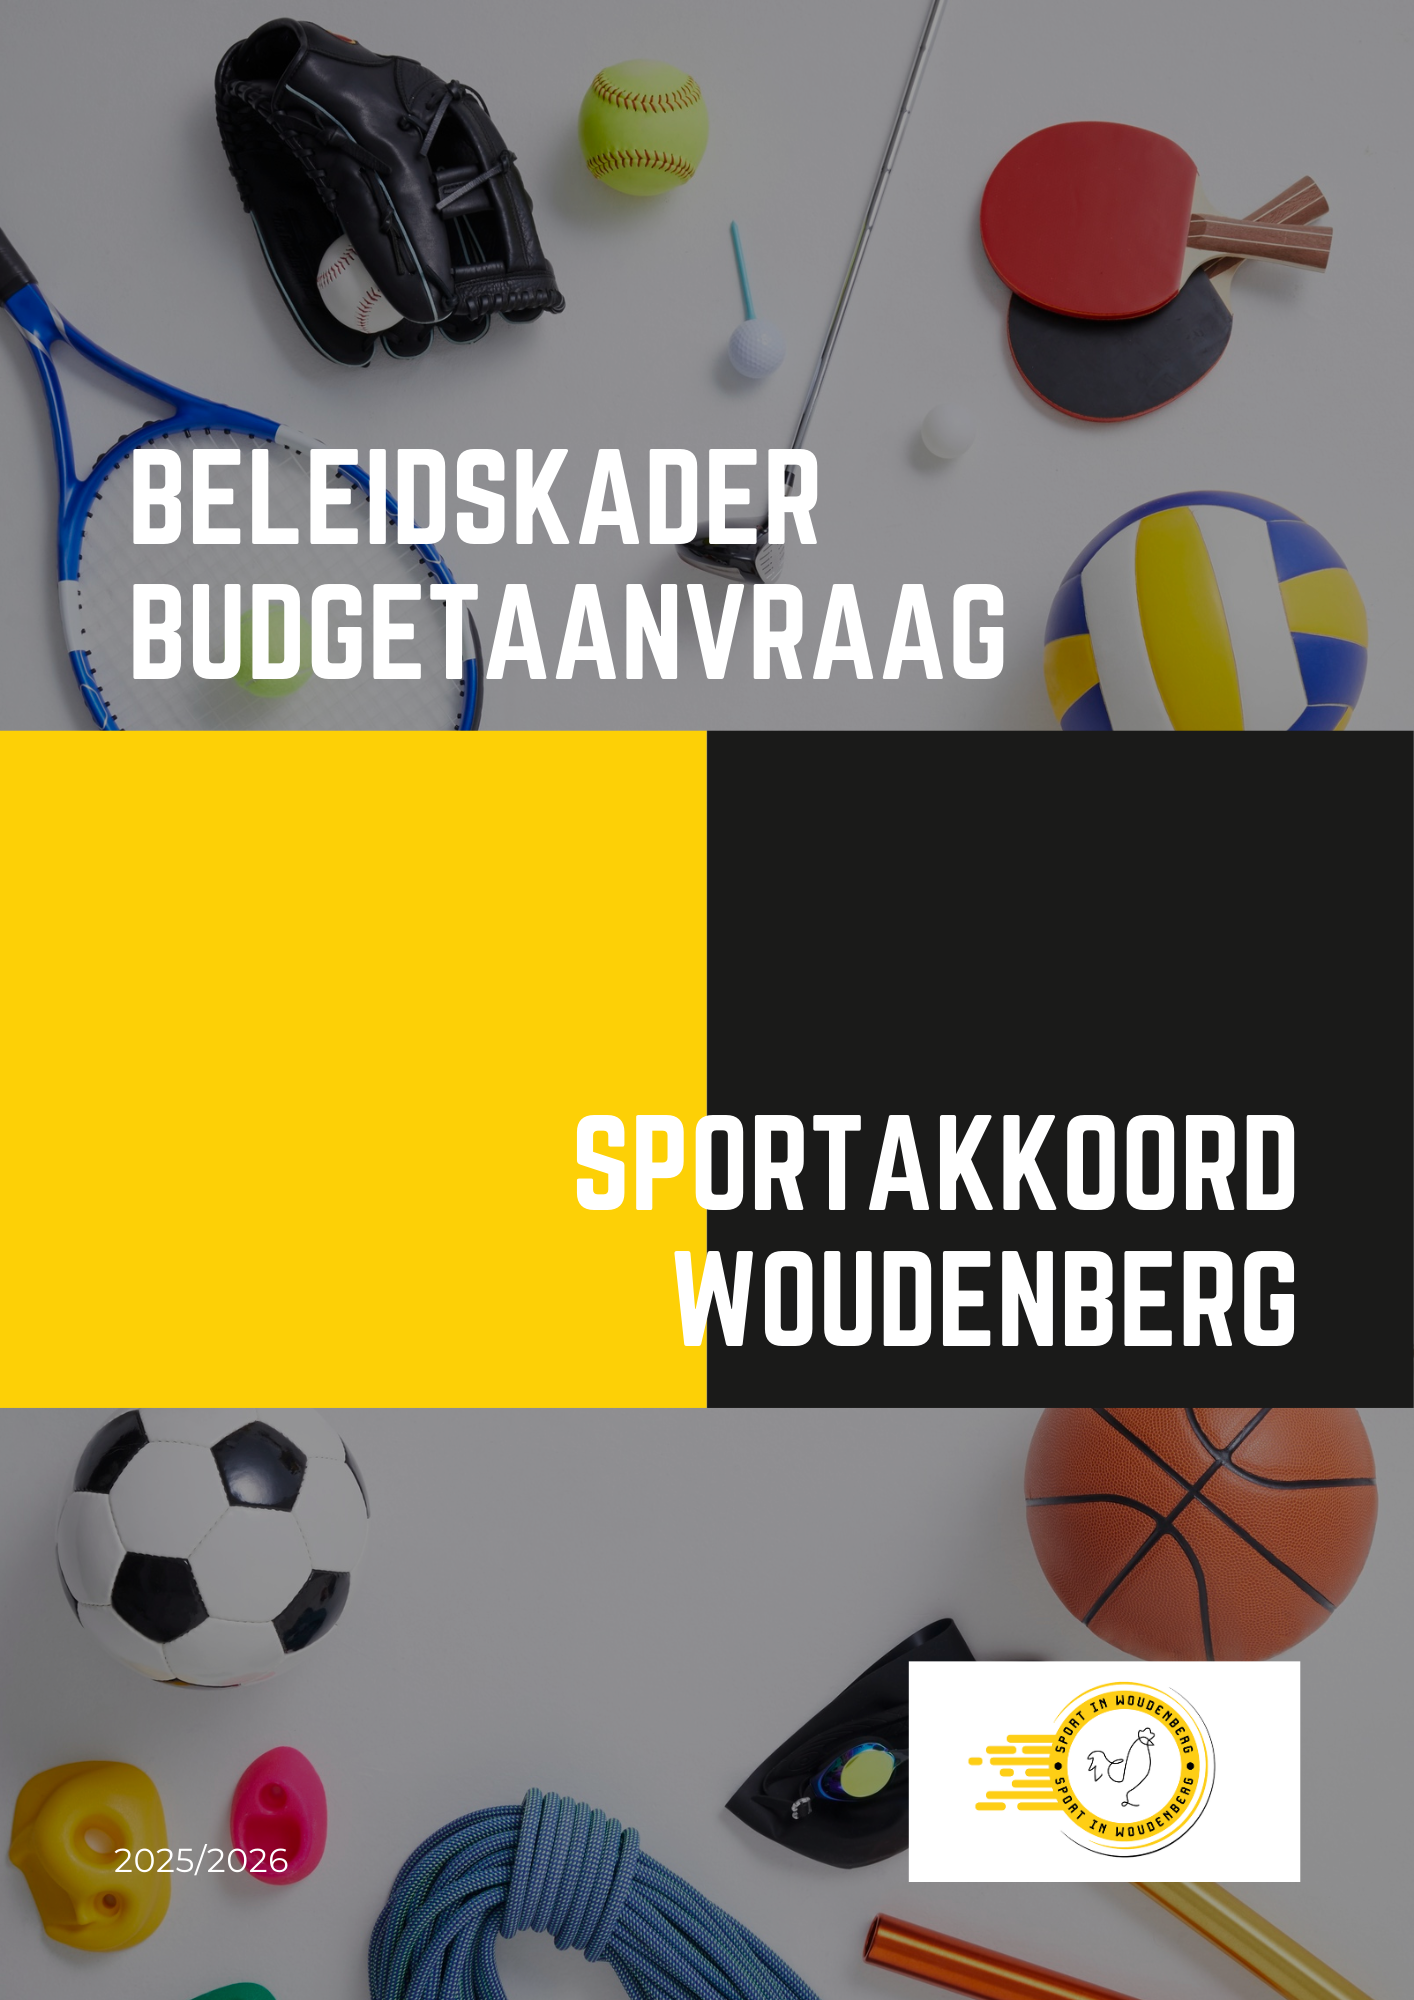 BELEIDSKADER
BUDGETAANVRAAG
SPORTAKKOORD
WOUDENBERG
SPORT IN WOUDENBERG
SPORT IN WOUDENBERG
2025/2026